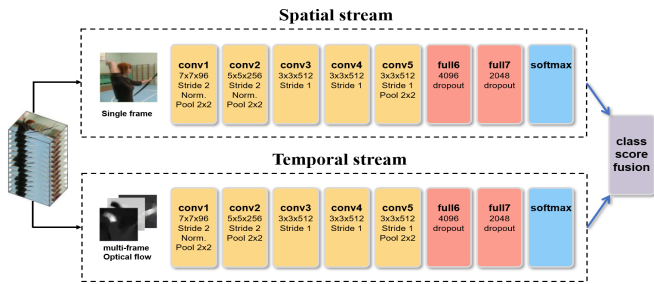 Spatial stream
Single frame
conv1
7x7x96
Stride 2
Norm.
Pool 2x2
conv2
5x5x256
Stride 2
Norm.
Pool 2x2
conv3
3x3x512
Stride 1
conv4
3x3x512
Stride 1
conv5
3x3x512
Stride 1
Pool 2x2
full6
4096
dropout
full7
2048
dropout
softmax
Temporal stream
multi-frame
Optical flow
conv1
7x7x96
Stride 2
Norm.
Pool 2x2
conv2
5x5x256
Stride 2
Pool 2x2
conv3
3x3x512
Stride 1
conv4
3x3x512
Stride 1
conv5
3x3x512
Stride 1
Pool 2x2
full6
4096
dropout
full7
2048
dropout
softmax
class
score
fusion